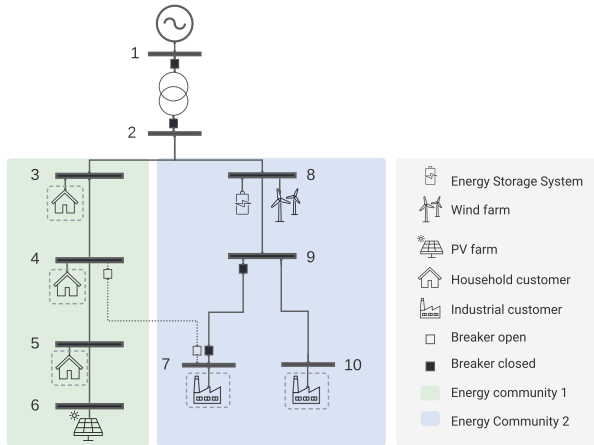 1
2
3
8
4
9
5
7
10
6
Energy Storage System
Wind farm
PV farm
Household customer
Industrial customer
Breaker open
Breaker closed
Energy community 1
Energy Community 2